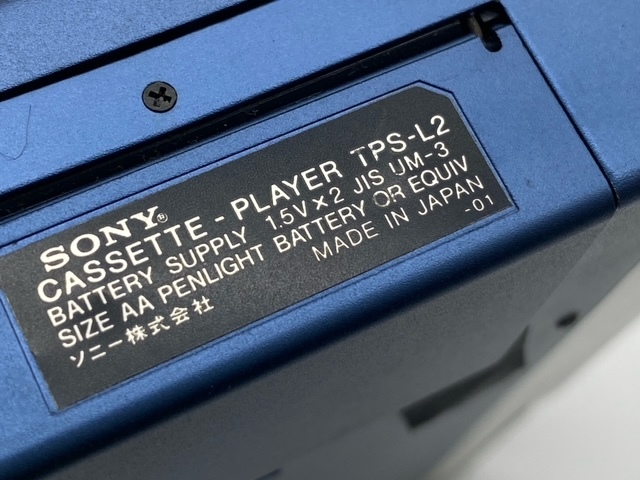 SONY®
CASSETTE-PLAYER TPS-L2
BATTERY SUPPLY 1.5V×2 JIS UM-3
SIZE AA PENLIGHT BATTERY OR EQUIV
MADE IN JAPAN
ソニー株式会社
-01